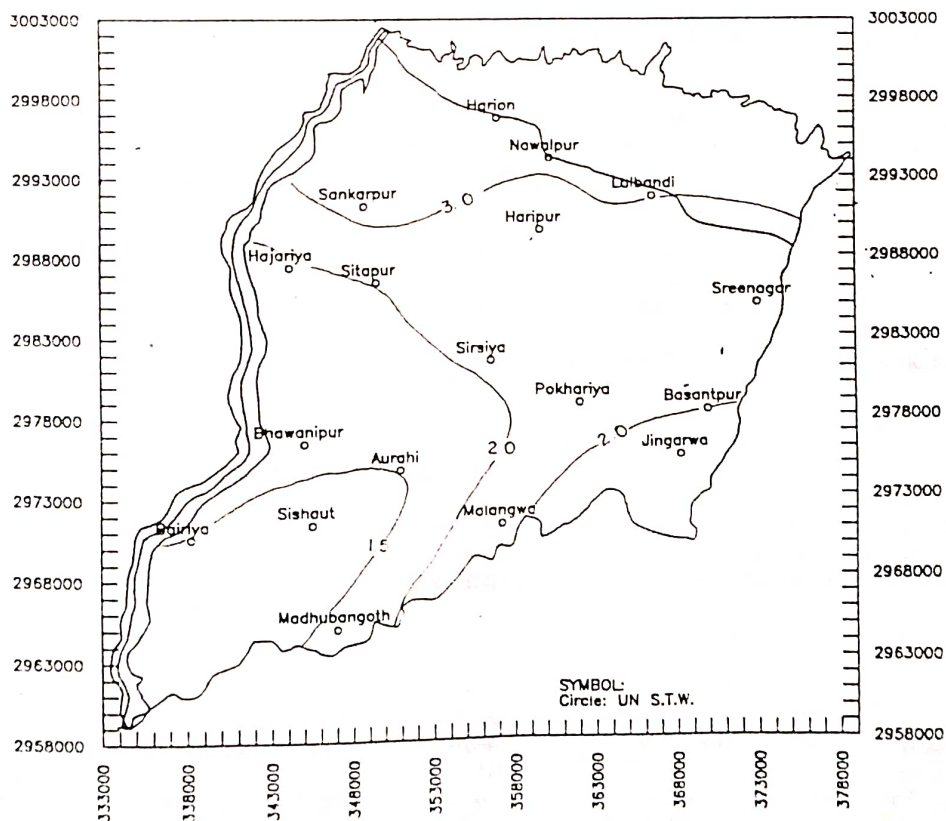 3003000
3003000
2998000
2998000
2993000
2993000
2988000
2988000
2983000
2983000
2978000
2978000
2973000
2973000
2968000
2968000
2963000
2963000
2958000
2958000
Harion
Nawalpur
Lalbandi
Sankarpur
3.0
Haripur
Hajariya
Sitapur
Sreenagar
Sirsiya
Pokhariya
Basantpur
Bhawanipur
2.0
2.0
Jingarwa
Aurahi
Malangwa
Bairiya
Sishaut
1.5
Madhubangoth
SYMBOL:
Circle: UN S.T.W.
333000
338000
343000
348000
353000
358000
363000
368000
373000
378000